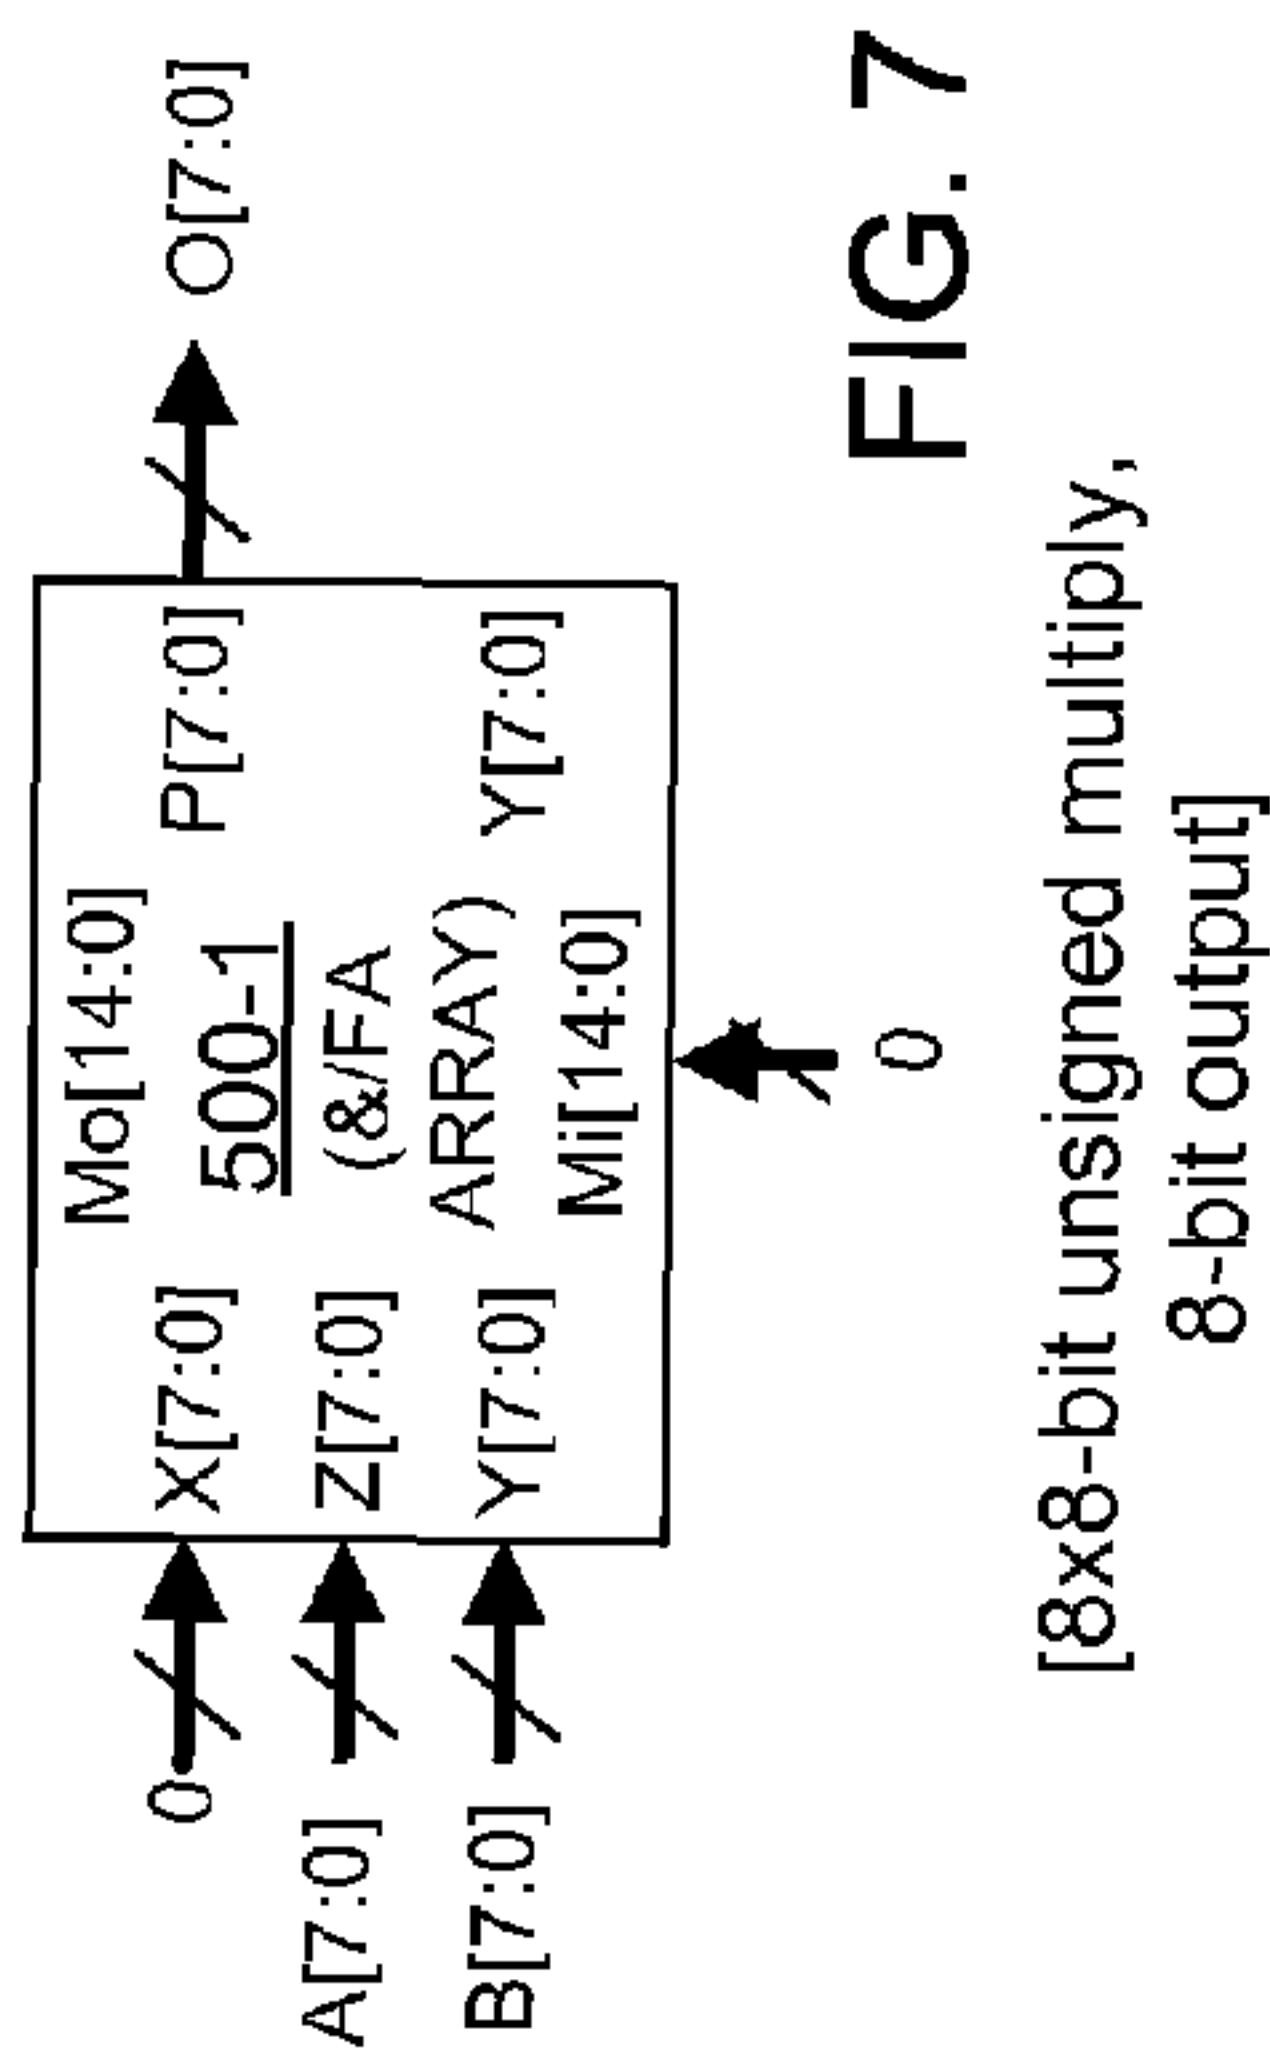 Mo[14:0]
0
X[7:0]
P[7:0]
O[7:0]
500-1
A[7:0]
Z[7:0]
(&/FA
ARRAY)
B[7:0]
Y[7:0]
Y[7:0]
Mi[14:0]
0
FIG. 7
[8x8-bit unsigned multiply,
8-bit output]